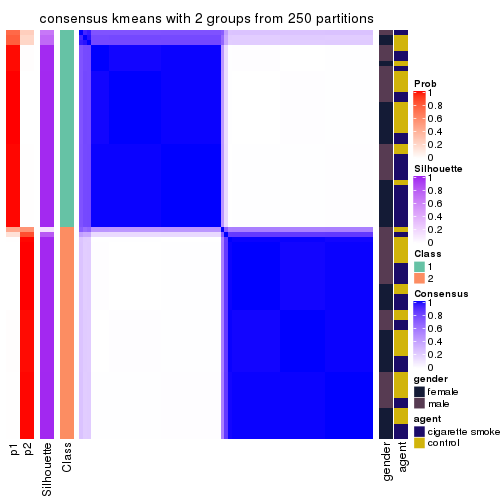 consensus kmeans with 2 groups from 250 partitions
Prob
1
0.8
0.6
0.4
0.2
0
Silhouette
1
0.8
0.6
0.4
0.2
0
Class
1
2
Consensus
1
0.8
0.6
0.4
0.2
0
gender
female
male
agent
cigarette smoke
control
p1
p2
Silhouette
Class
gender
agent